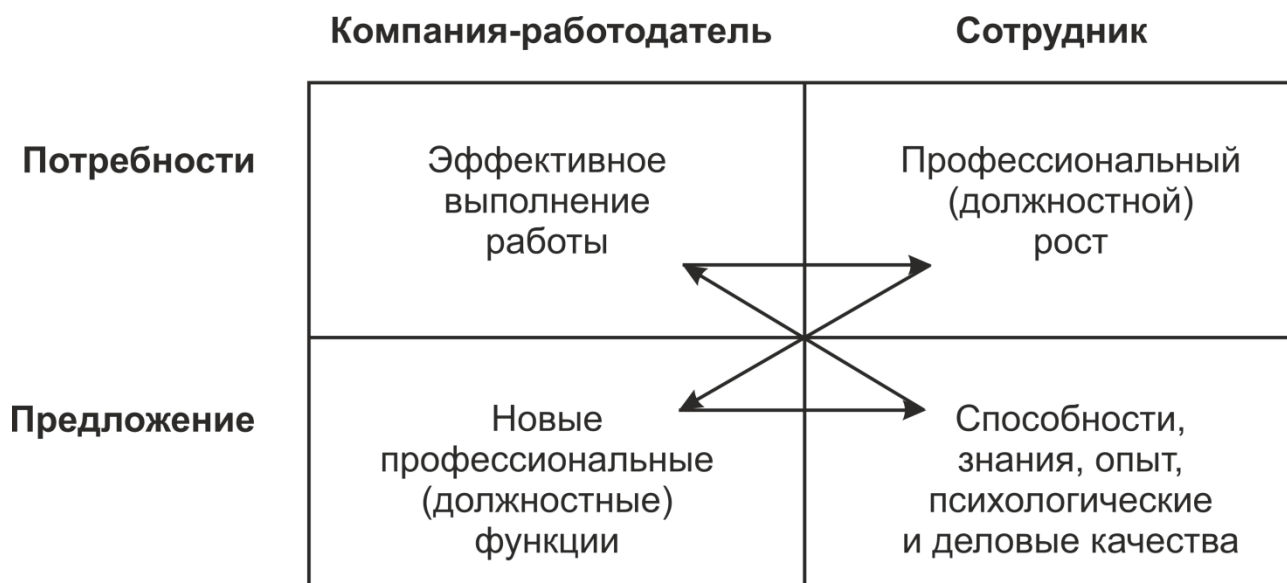 Компания-работодатель
Сотрудник
Потребности
Эффективное
выполнение
работы
Профессиональный
(должностной)
рост
Предложение
Новые
профессиональные
(должностные)
функции
Способности,
знания, опыт,
психологические
и деловые качества